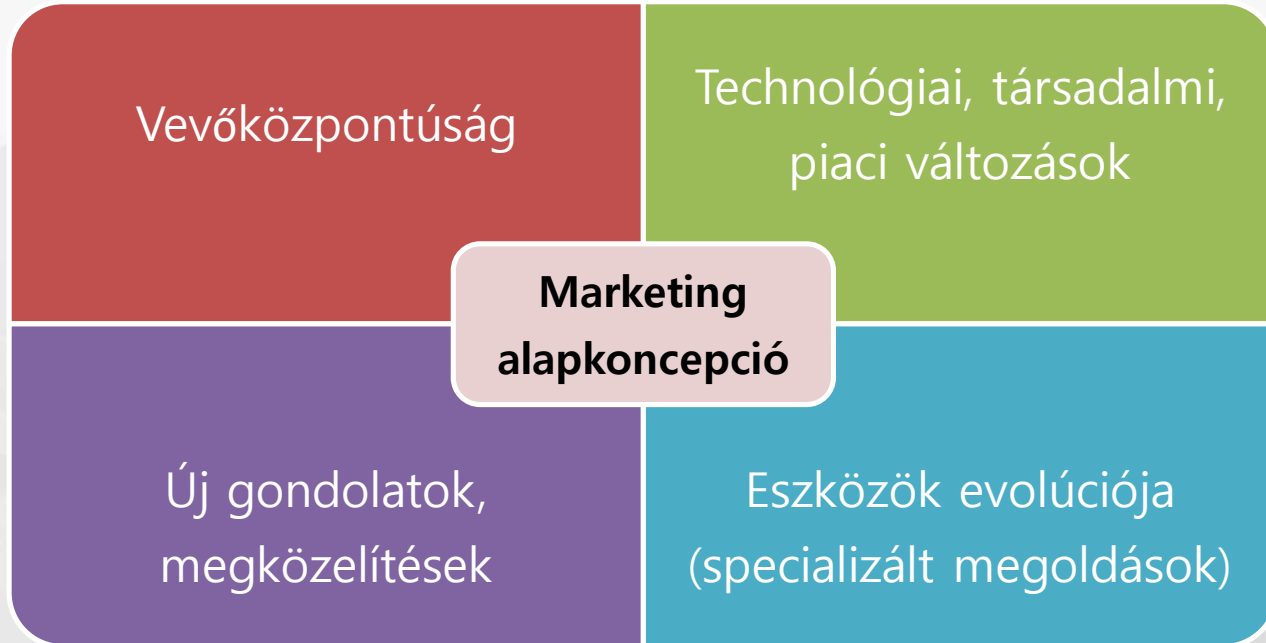 Vevőközpontúság
Technológiai, társadalmi,
piaci változások
Marketing
alapkoncepció
Új gondolatok,
megközelítések
Eszközök evolúciója
(specializált megoldások)